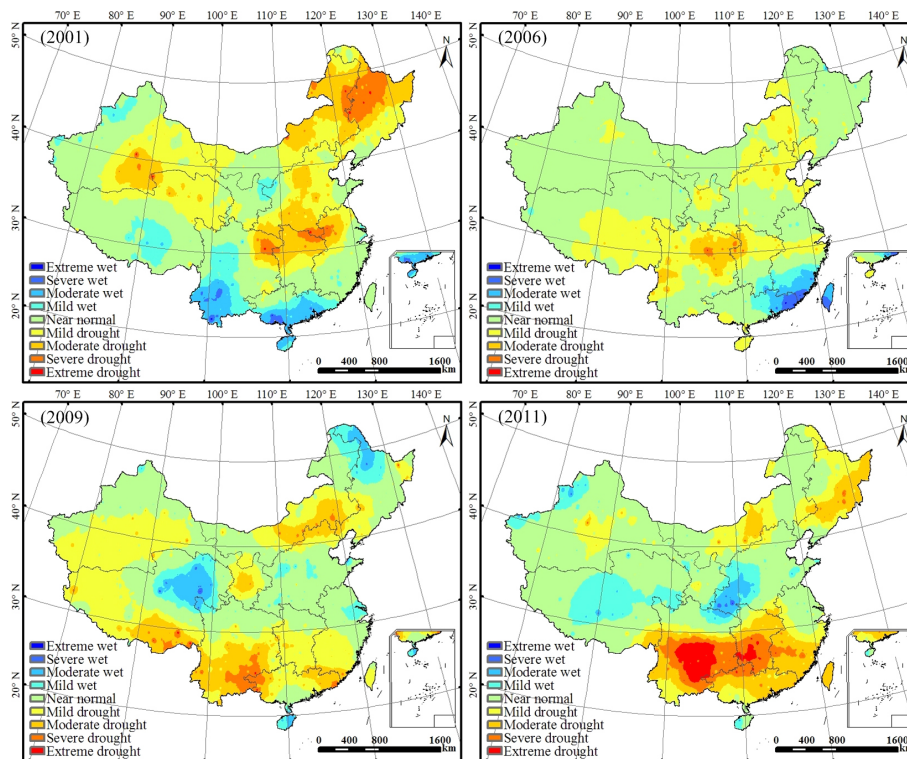 70° E 80° E 90° E 100° E 110° E 120° E 130° E 140° E
(2001)
N
50° N
40° N
30° N
20° N
Extreme wet
Severe wet
Moderate wet
Mild wet
Near normal
Mild drought
Moderate drought
Severe drought
Extreme drought
0 400 800 1600
km
80° E 90° E 100° E 110° E 120° E 130° E
70° E 80° E 90° E 100° E 110° E 120° E 130° E 140° E
(2006)
N
50° N
40° N
30° N
20° N
Extreme wet
Severe wet
Moderate wet
Mild wet
Near normal
Mild drought
Moderate drought
Severe drought
Extreme drought
0 400 800 1600
km
80° E 90° E 100° E 110° E 120° E 130° E
(2009)
N
50° N
40° N
30° N
20° N
Extreme wet
Severe wet
Moderate wet
Mild wet
Near normal
Mild drought
Moderate drought
Severe drought
Extreme drought
0 400 800 1600
km
(2011)
N
50° N
40° N
30° N
20° N
Extreme wet
Severe wet
Moderate wet
Mild wet
Near normal
Mild drought
Moderate drought
Severe drought
Extreme drought
0 400 800 1600
km